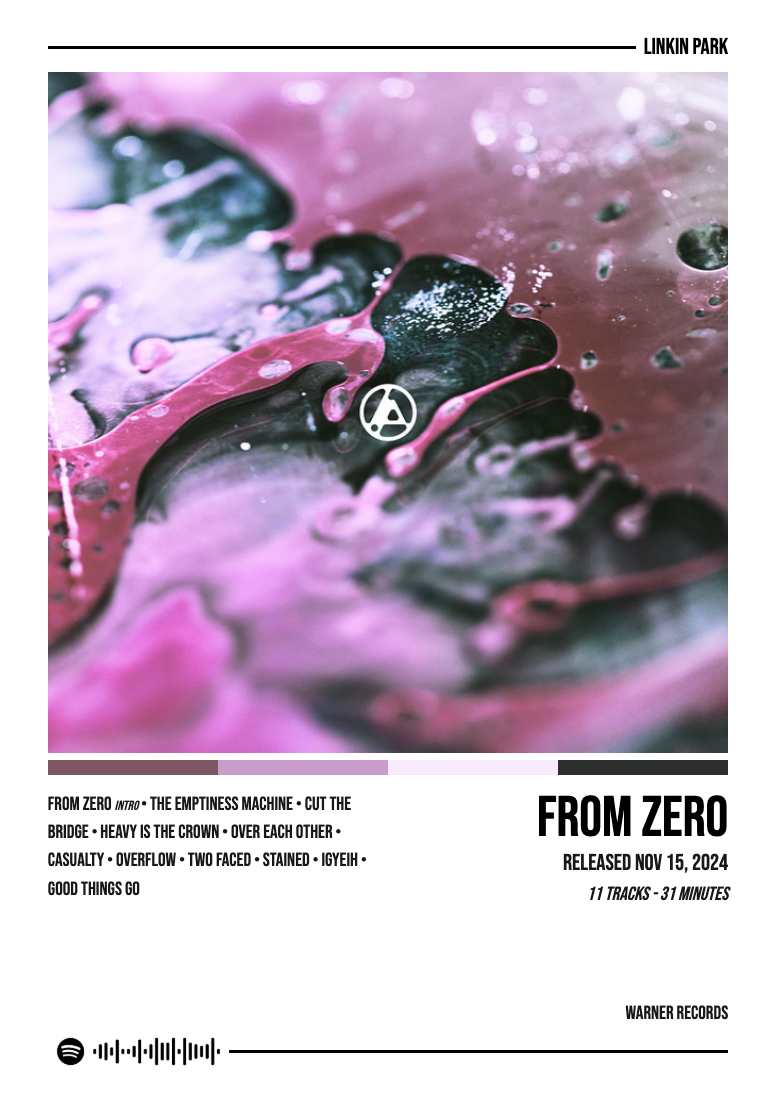 LINKIN PARK
FROM ZERO INTRO • THE EMPTINESS MACHINE • CUT THE
BRIDGE • HEAVY IS THE CROWN • OVER EACH OTHER •
CASUALTY • OVERFLOW • TWO FACED • STAINED • IGYEIH •
GOOD THINGS GO
FROM ZERO
RELEASED NOV 15, 2024
11 TRACKS - 31 MINUTES
WARNER RECORDS